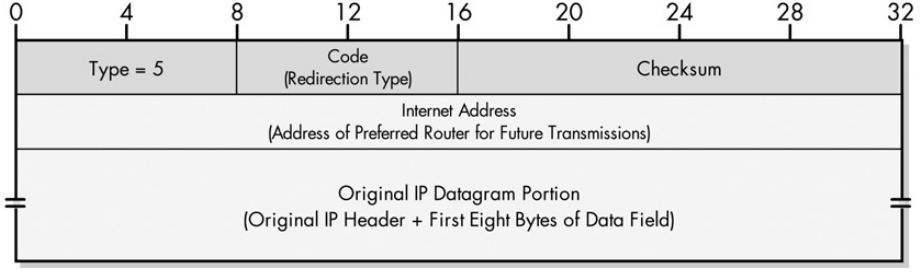 0 4 8 12 16 20 24 28 32
Type = 5
Code
(Redirection Type)
Checksum
Internet Address
(Address of Preferred Router for Future Transmissions)
Original IP Datagram Portion
(Original IP Header + First Eight Bytes of Data Field)